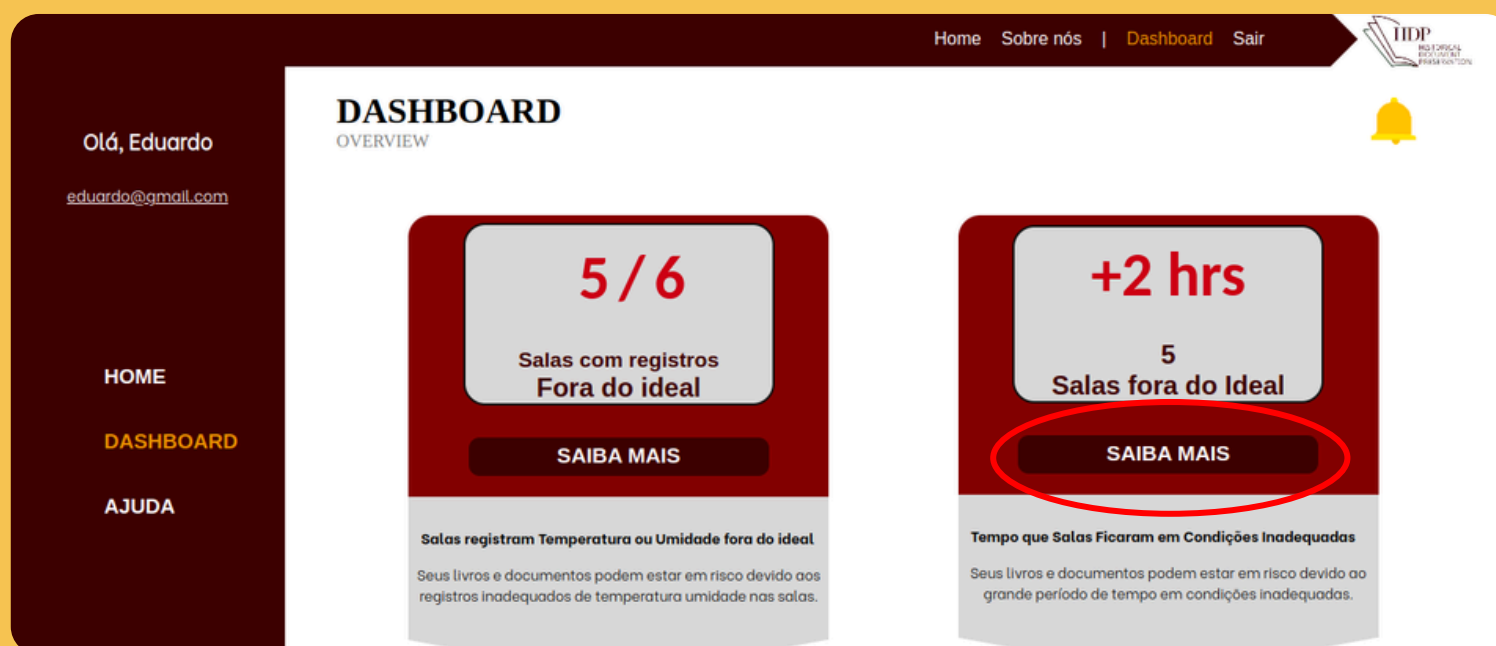 Home Sobre nós | Dashboard Sair
HDP
HISTORICAL
DOCUMENT
PRESERVATION
Olá, Eduardo
eduardo@gmail.com
HOME
DASHBOARD
AJUDA
DASHBOARD
OVERVIEW
5 / 6
Salas com registros
Fora do ideal
SAIBA MAIS
Salas registram Temperatura ou Umidade fora do ideal
Seus livros e documentos podem estar em risco devido aos
registros inadequados de temperatura umidade nas salas.
+2 hrs
5
Salas fora do Ideal
SAIBA MAIS
Tempo que Salas Ficaram em Condições Inadequadas
Seus livros e documentos podem estar em risco devido ao
grande período de tempo em condições inadequadas.